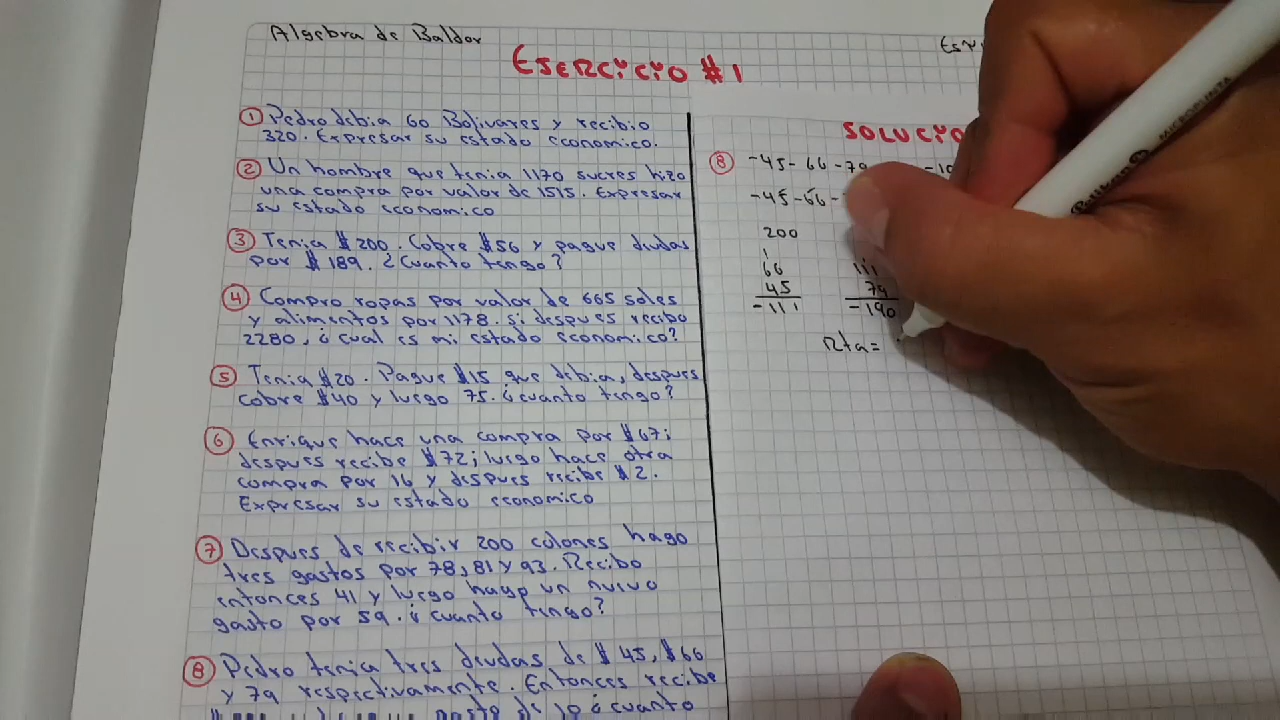 Algebra de Baldor
EJERCiCiO #1
① Pedro debia 60 Bolivares y recibio
320. Expresar su estado economico.
② Un hombre que tenia 1170 sucres hizo
una compra por valor de 1515. Expresar
su estado economico
③ Tenia $200. Cobre $56 y pague deudas
por $189. ¿Cuanto tengo?
④ Compro ropas por valor de 665 soles
y alimentos por 1178. si despues recibo
2280, ¿cual es mi estado economico?
⑤ Tenia $20. Pague $15 que debia, despues
cobre $40 y luego 75. ¿cuanto tengo?
⑥ Enrique hace una compra por $67;
despues recibe $72; luego hace otra
compra por 16 y despues recibe $2.
Expresar su estado economico
⑦ Despues de recibir 200 colones hago
tres gastos por 78, 81 y 93. Recibo
entonces 41 y luego hago un nuevo
gasto por 59. ¿cuanto tengo?
⑧ Pedro tenia tres deudas de $45, $66
y 79 respectivamente. Entonces recibe
gasto de 10 ¿cuanto
SOLUCiO
⑧ -45-66-79 -10
-45-66-
200
1
66
45
-111
111
79
-190
Rta=